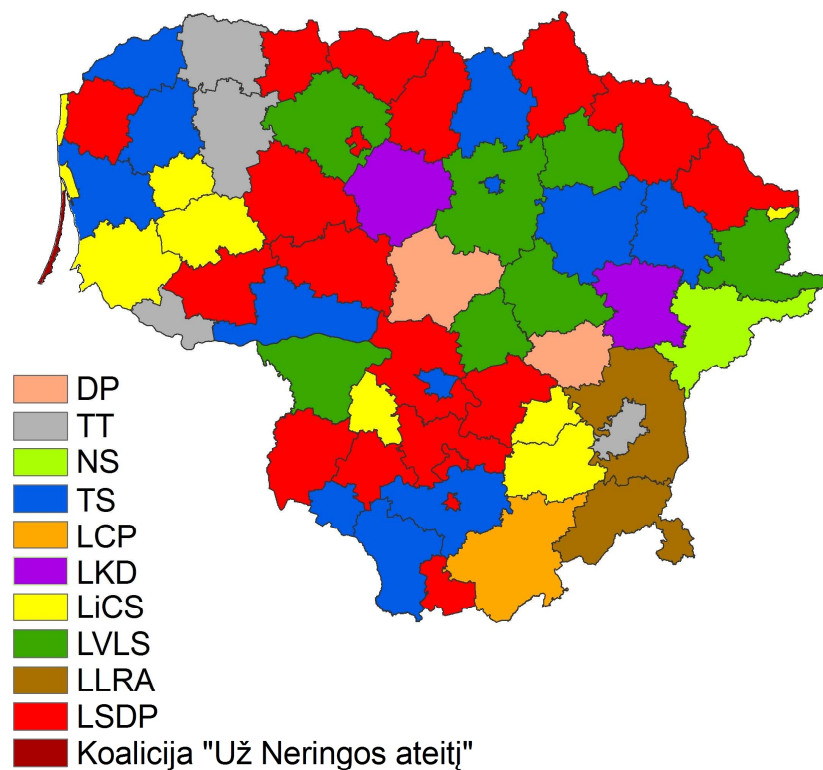 DP
TT
NS
TS
LCP
LKD
LiCS
LVLS
LLRA
LSDP
Koalicija "Už Neringos ateitį"